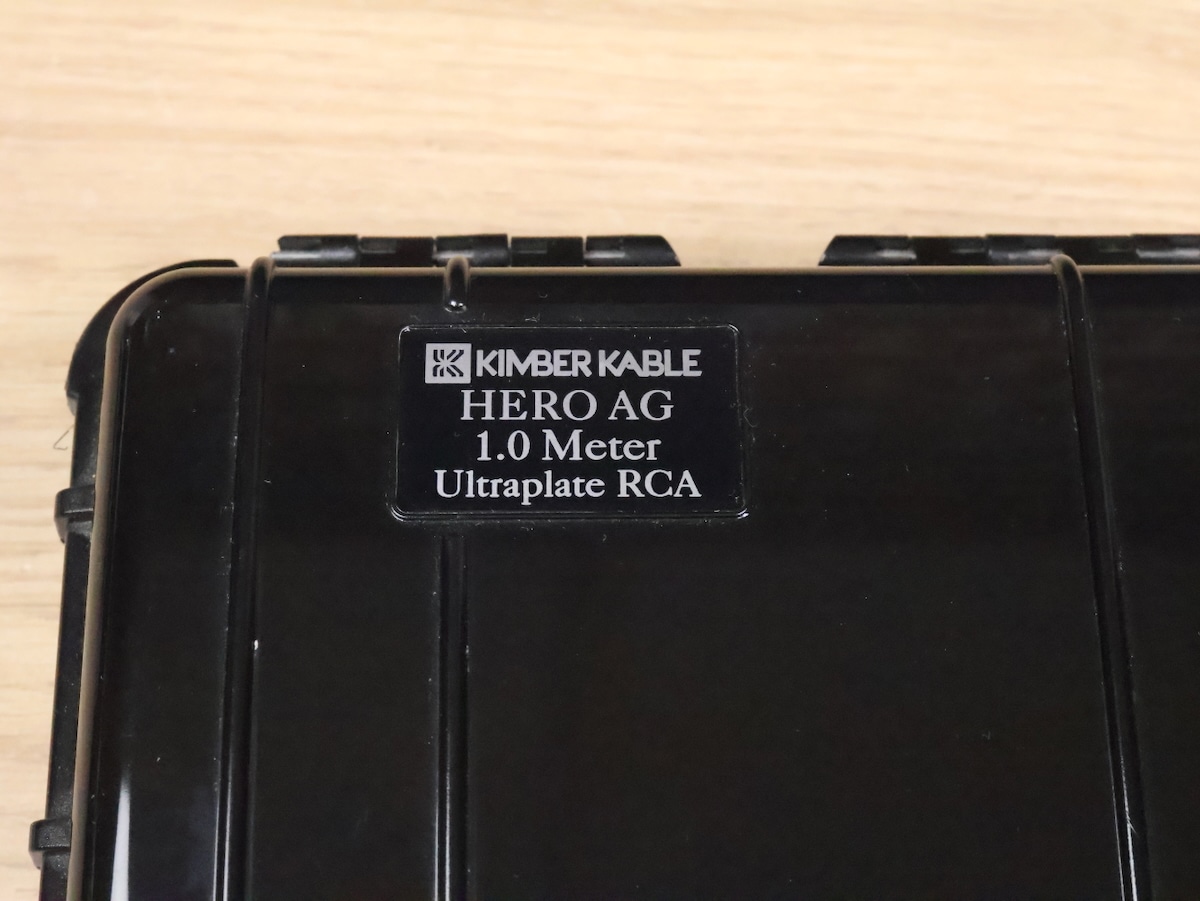 KIMBER KABLE
HERO AG
1.0 Meter
Ultraplate RCA